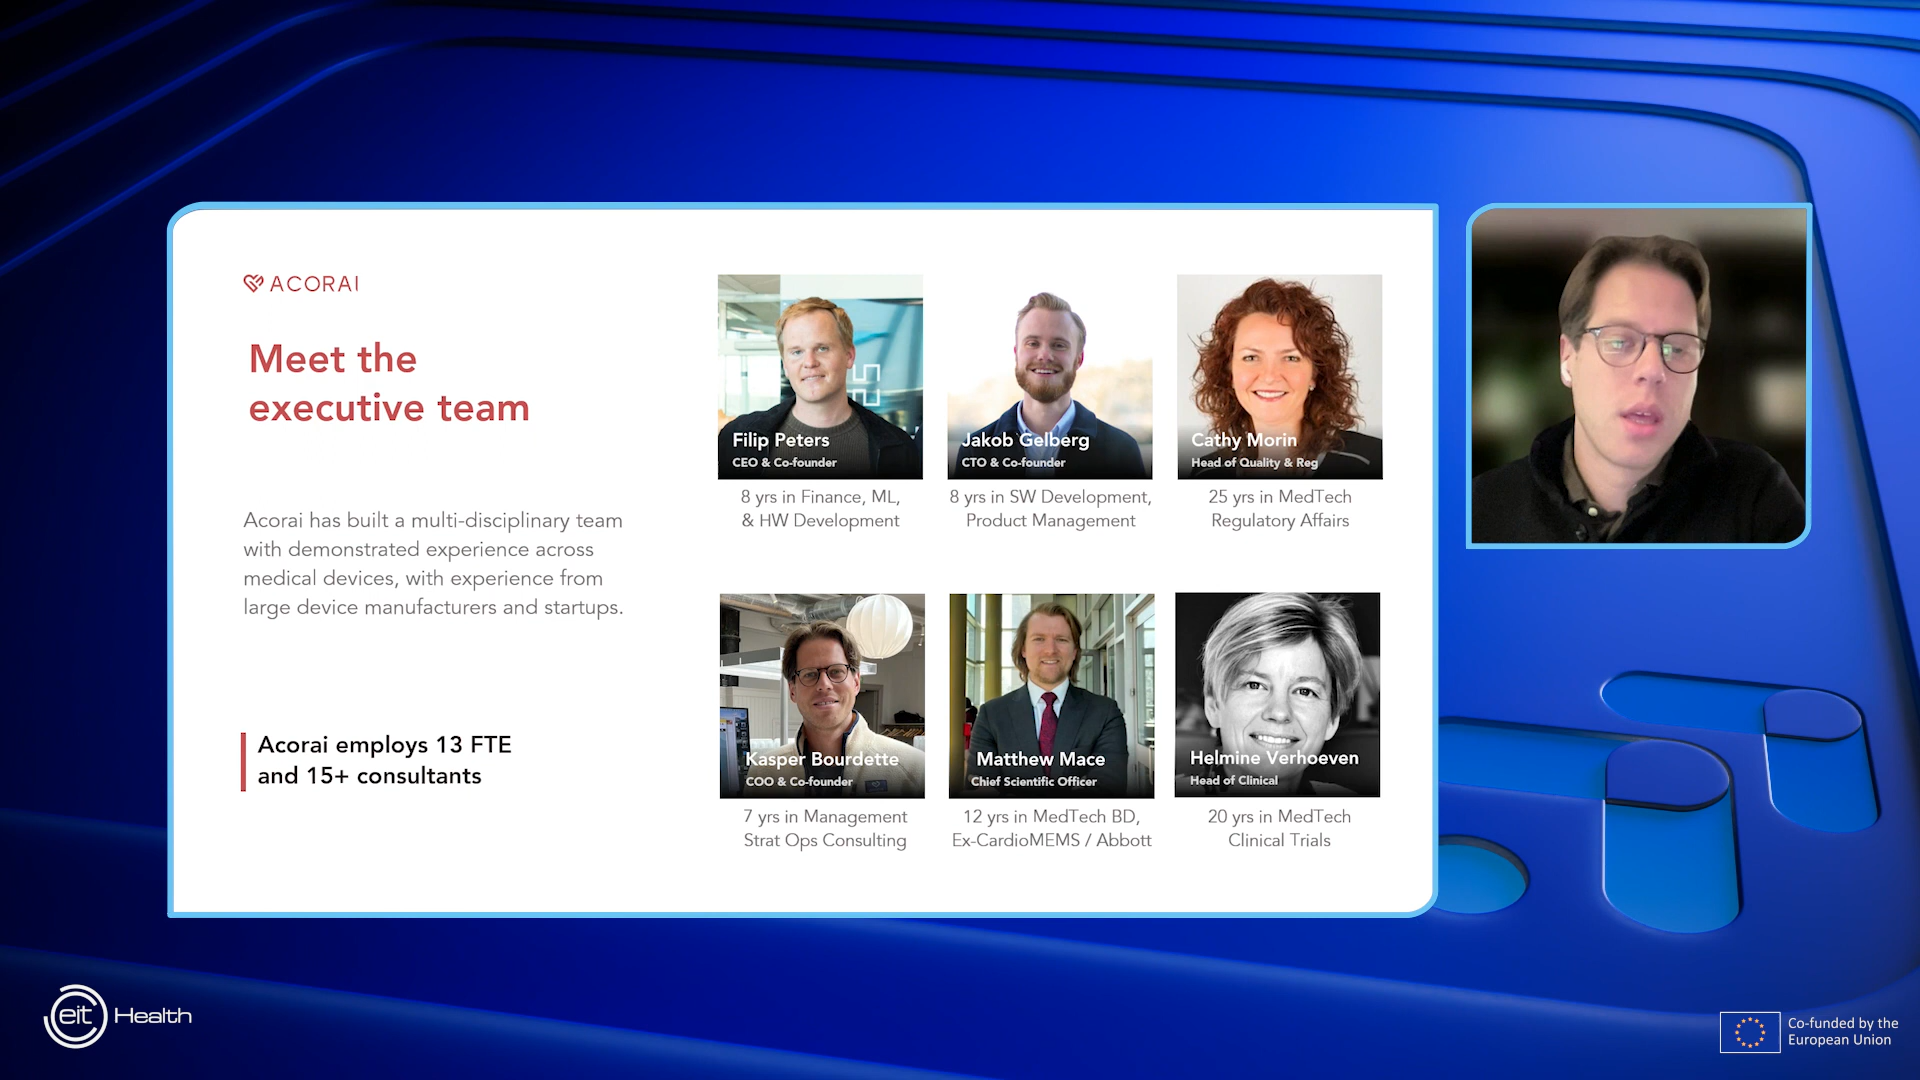 ACORAI
Meet the
executive team
Acorai has built a multi-disciplinary team
with demonstrated experience across
medical devices, with experience from
large device manufacturers and startups.
Acorai employs 13 FTE
and 15+ consultants
Filip Peters
CEO & Co-founder
8 yrs in Finance, ML,
& HW Development
Jakob Gelberg
CTO & Co-founder
8 yrs in SW Development,
Product Management
Cathy Morin
Head of Quality & Reg
25 yrs in MedTech
Regulatory Affairs
Kasper Bourdette
COO & Co-founder
7 yrs in Management
Strat Ops Consulting
Matthew Mace
Chief Scientific Officer
12 yrs in MedTech BD,
Ex-CardioMEMS / Abbott
Helmine Verhoeven
Head of Clinical
20 yrs in MedTech
Clinical Trials
eit Health
Co-funded by the
European Union